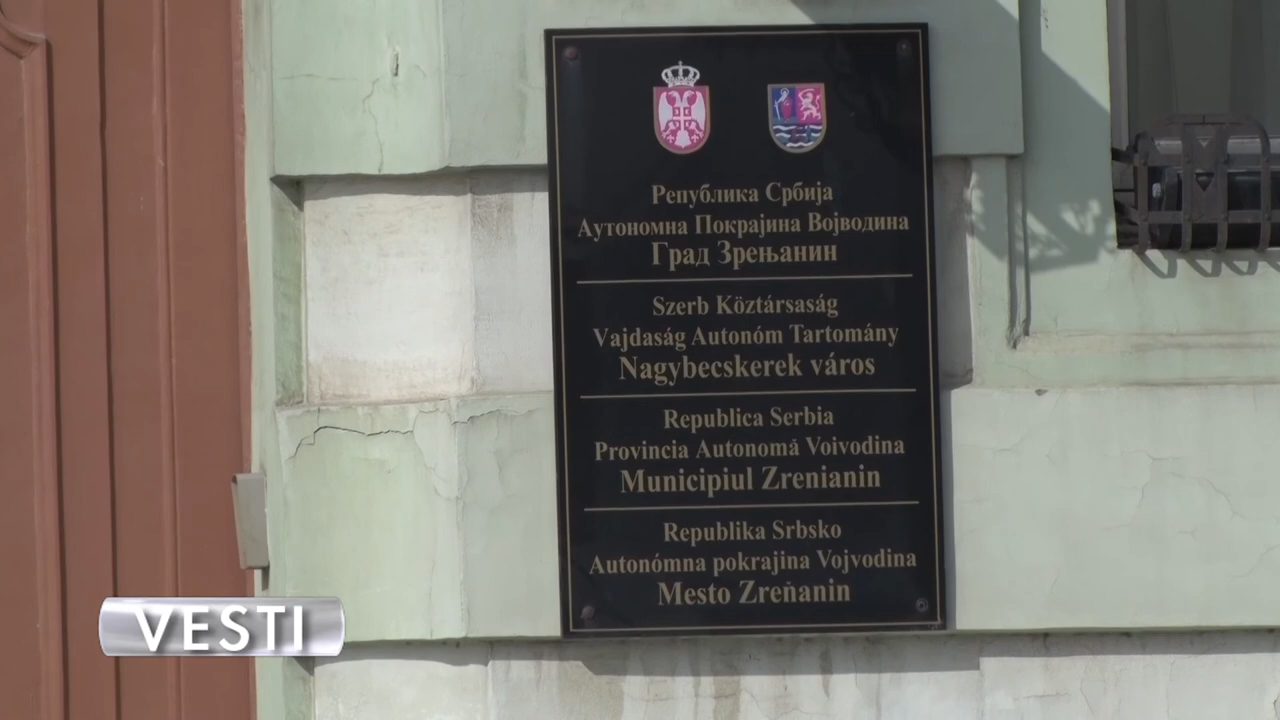 Република Србија
Аутономна Покрајина Војводина
Град Зрењанин
Szerb Köztársaság
Vajdaság Autonóm Tartomány
Nagybecskerek város
Republica Serbia
Provincia Autonomă Voivodina
Municipiul Zrenianin
Republika Srbsko
Autonómna pokrajina Vojvodina
Mesto Zreňanin
VESTI